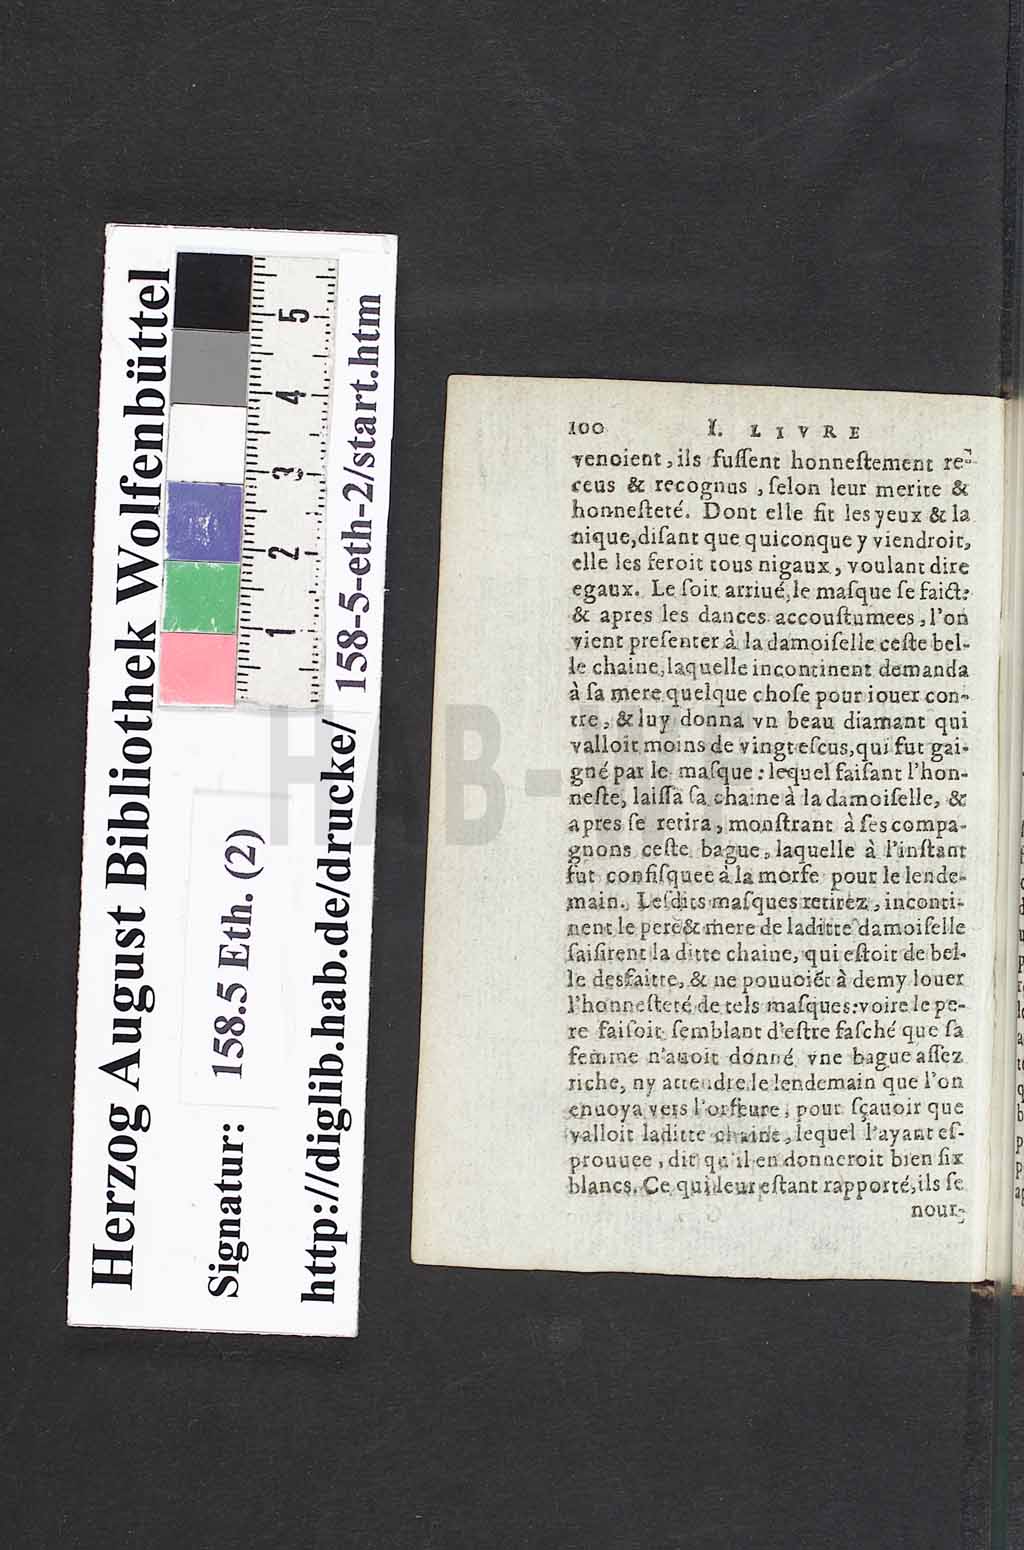 Herzog August Bibliothek Wolfenbüttel
Signatur: 158.5 Eth. (2)
http://diglib.hab.de/drucke/158-5-eth-2/start.htm
1 2 3 4 5
100 I. LIVRE
venoient, ils fuſſent honneſtement re-
ceus & recognus, ſelon leur merite &
honneſteté. Dont elle fit les yeux & la
nique, diſant que quiconque y viendroit,
elle les feroit tous nigaux, voulant dire
egaux. Le ſoir arriué, le maſque ſe faict:
& apres les dances accouſtumees, l'on
vient preſenter à la damoiſelle ceſte bel-
le chaine, laquelle incontinent demanda
à ſa mere quelque choſe pour iouer con-
tre, & luy donna vn beau diamant qui
valloit moins de vingt eſcus, qui fut gai-
gné par le maſque: lequel faiſant l'hon-
neſte, laiſſa ſa chaine à la damoiſelle, &
apres ſe retira, monſtrant à ſes compa-
gnons ceſte bague, laquelle à l'inſtant
fut confiſquee à la morfe pour le lende-
main. Leſdits maſques retirez, inconti-
nent le pere & mere de laditte damoiſelle
ſaiſirent la ditte chaine, qui eſtoit de bel-
le desfaitte, & ne pouuoiét à demy louer
l'honneſteté de tels maſques: voire le pe-
re faiſoit ſemblant d'eſtre faſché que ſa
femme n'auoit donné vne bague aſſez
riche, ny attendre le lendemain que l'on
enuoya vers l'orfeure, pour ſçauoir que
valloit laditte chaine, lequel l'ayant eſ-
prouuee, dit qu'il en donneroit bien ſix
blancs. Ce qui leur eſtant rapporté, ils ſe
nour-
HAB-WF